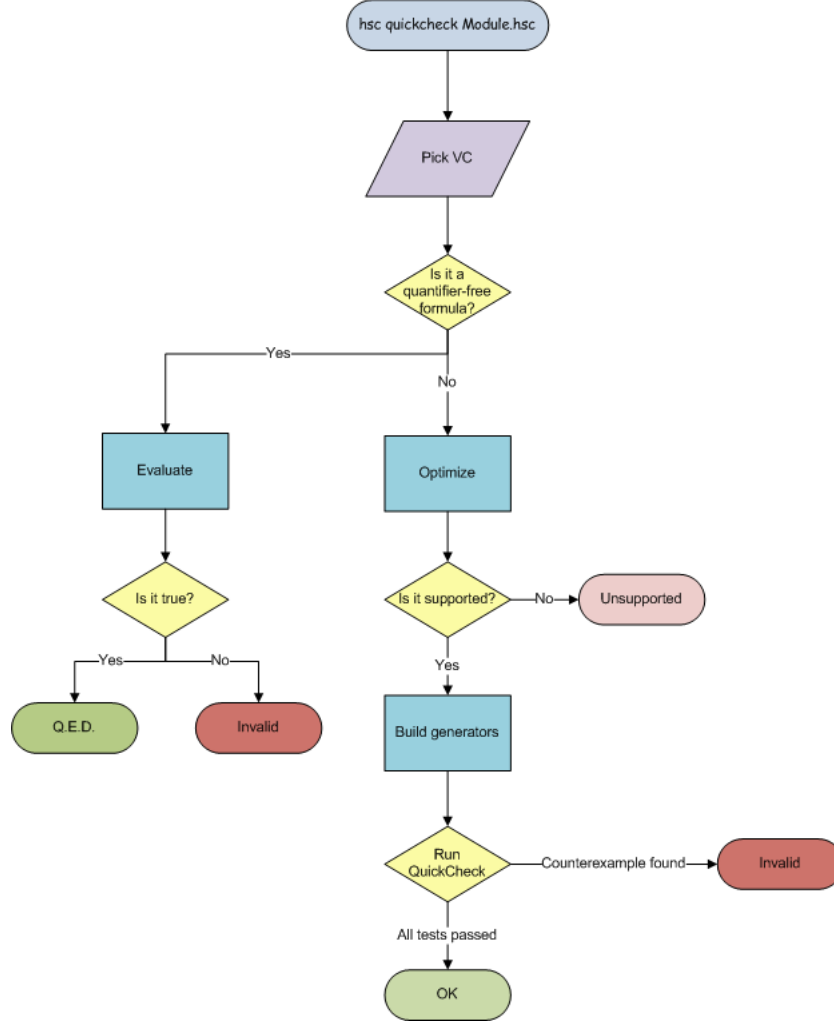 hsc quickcheck Module.hsc
Pick VC
Is it a
quantifier-free
formula?
Yes
No
Evaluate
Optimize
Is it true?
Is it supported?
No
Unsupported
Yes
No
Yes
Q.E.D.
Invalid
Build generators
Run
QuickCheck
Counterexample found
Invalid
All tests passed
OK